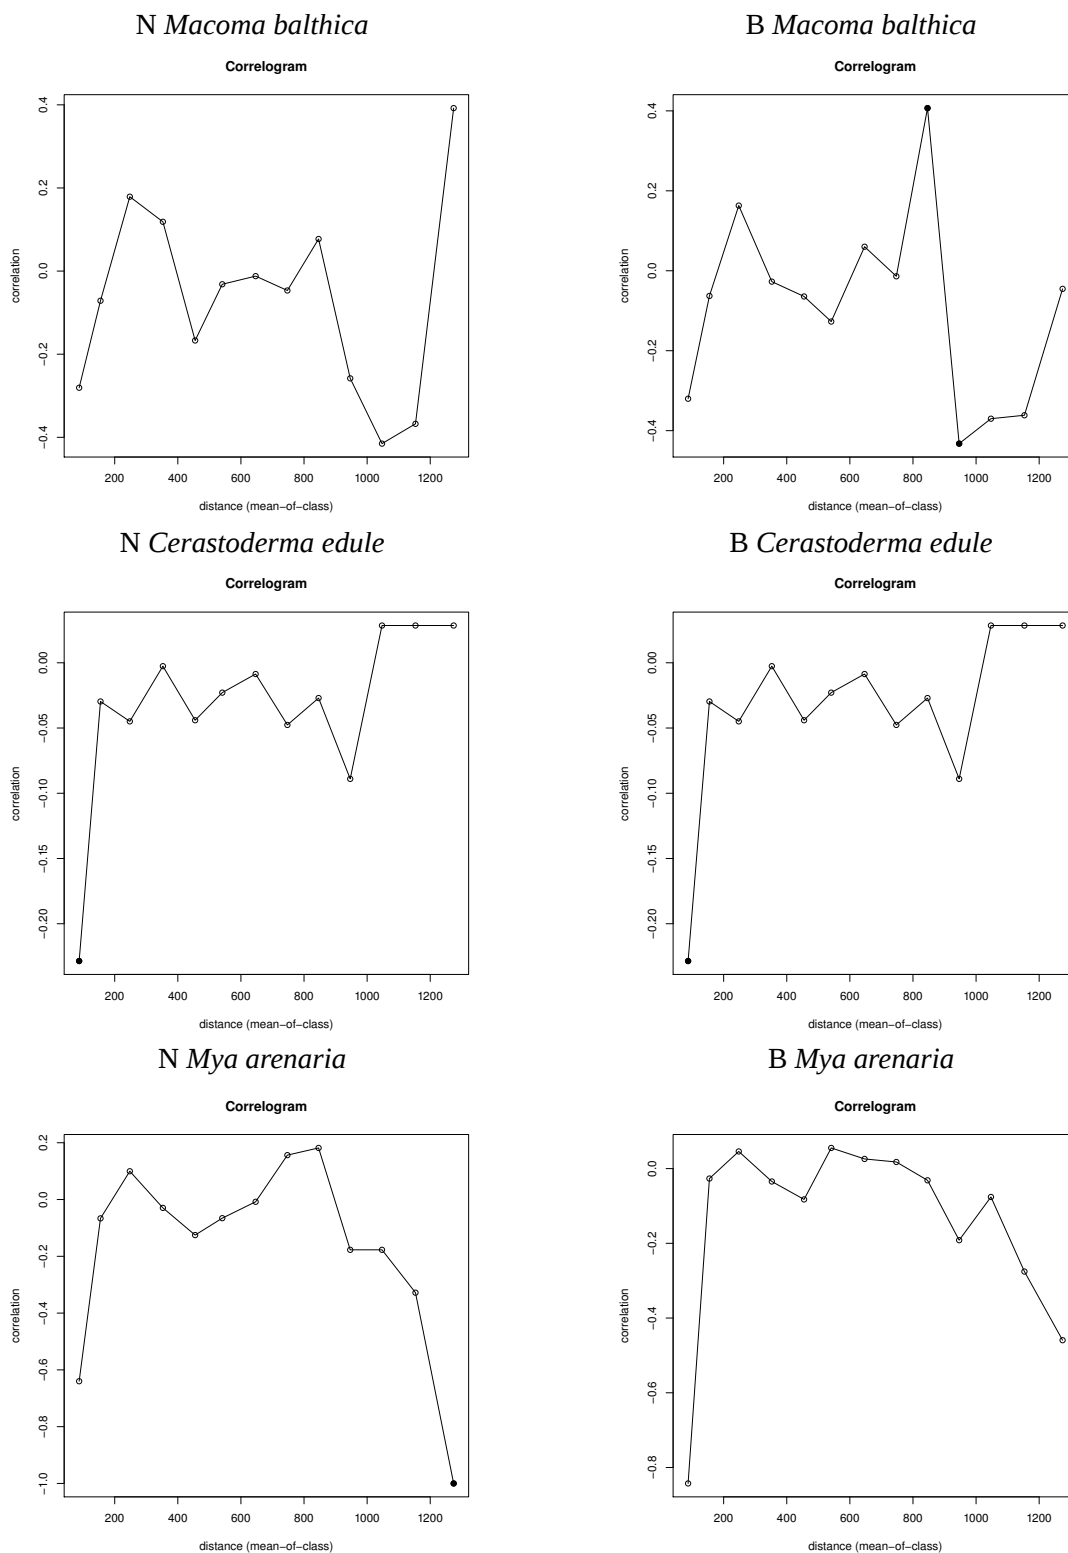 N Macoma balthica
Correlogram
correlation
0.4
0.2
0.0
−0.2
−0.4
200 400 600 800 1000 1200
distance (mean−of−class)
B Macoma balthica
Correlogram
correlation
0.4
0.2
0.0
−0.2
−0.4
200 400 600 800 1000 1200
distance (mean−of−class)
N Cerastoderma edule
Correlogram
correlation
0.00
−0.05
−0.10
−0.15
−0.20
200 400 600 800 1000 1200
distance (mean−of−class)
B Cerastoderma edule
Correlogram
correlation
0.00
−0.05
−0.10
−0.15
−0.20
200 400 600 800 1000 1200
distance (mean−of−class)
N Mya arenaria
Correlogram
correlation
0.2
0.0
−0.2
−0.4
−0.6
−0.8
−1.0
200 400 600 800 1000 1200
distance (mean−of−class)
B Mya arenaria
Correlogram
correlation
0.0
−0.2
−0.4
−0.6
−0.8
200 400 600 800 1000 1200
distance (mean−of−class)